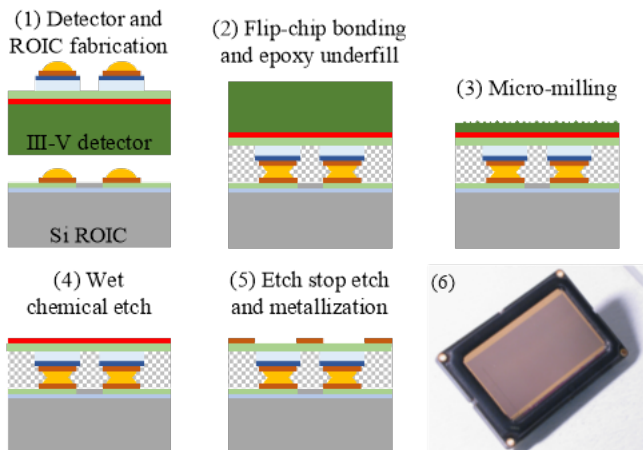 (1) Detector and
ROIC fabrication
III-V detector
Si ROIC
(2) Flip-chip bonding
and epoxy underfill
(3) Micro-milling
(4) Wet
chemical etch
(5) Etch stop etch
and metallization
(6)